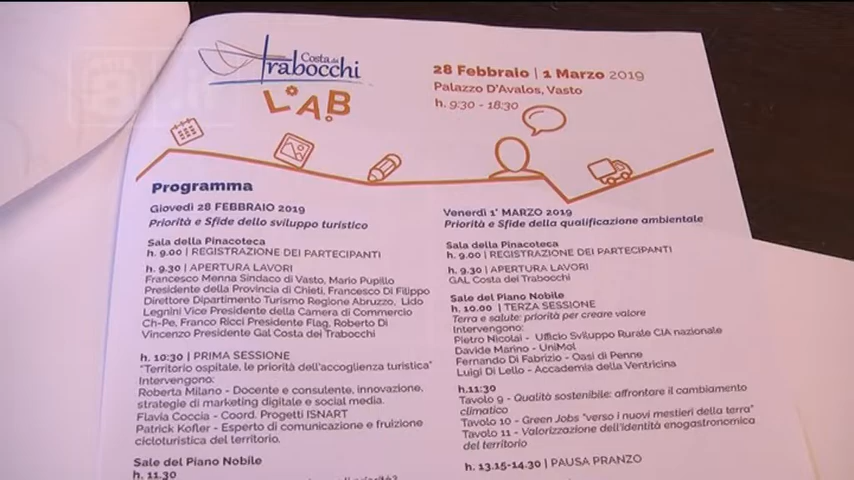 Costa dei
trabocchi
L.A.B
28 Febbraio | 1 Marzo 2019
Palazzo D'Avalos, Vasto
h. 9:30 - 18:30
Programma
Giovedì 28 FEBBRAIO 2019
Priorità e Sfide dello sviluppo turistico
Sala della Pinacoteca
h. 9.00 | REGISTRAZIONE DEI PARTECIPANTI
h. 9.30 | APERTURA LAVORI
Francesco Menna Sindaco di Vasto, Mario Pupillo
Presidente della Provincia di Chieti, Francesco Di Filippo
Direttore Dipartimento Turismo Regione Abruzzo, Lido
Legnini Vice Presidente della Camera di Commercio
Ch-Pe, Franco Ricci Presidente Flag, Roberto Di
Vincenzo Presidente Gal Costa dei Trabocchi
h. 10:30 | PRIMA SESSIONE
"Territorio ospitale, le priorità dell'accoglienza turistica"
Intervengono:
Roberta Milano - Docente e consulente, innovazione,
strategie di marketing digitale e social media.
Flavia Coccia - Coord. Progetti ISNART
Patrick Kofler - Esperto di comunicazione e fruizione
cicloturistica del territorio.
Sale del Piano Nobile
h. 11.30
Venerdì 1° MARZO 2019
Priorità e Sfide della qualificazione ambientale
Sala della Pinacoteca
h. 9.00 | REGISTRAZIONE DEI PARTECIPANTI
h. 9.30 | APERTURA LAVORI
GAL Costa dei Trabocchi
Sale del Piano Nobile
h. 10.00 | TERZA SESSIONE
Terra e salute: priorità per creare valore
Intervengono:
Pietro Nicolai - Ufficio Sviluppo Rurale CIA nazionale
Davide Marino - UniMol
Fernando Di Fabrizio - Oasi di Penne
Luigi Di Lello - Accademia della Ventricina
h.11:30
Tavolo 9 - Qualità sostenibile: affrontare il cambiamento
climatico
Tavolo 10 - Green Jobs "verso i nuovi mestieri della terra"
Tavolo 11 - Valorizzazione dell'identità enogastronomica
del territorio
h. 13.15-14.30 | PAUSA PRANZO